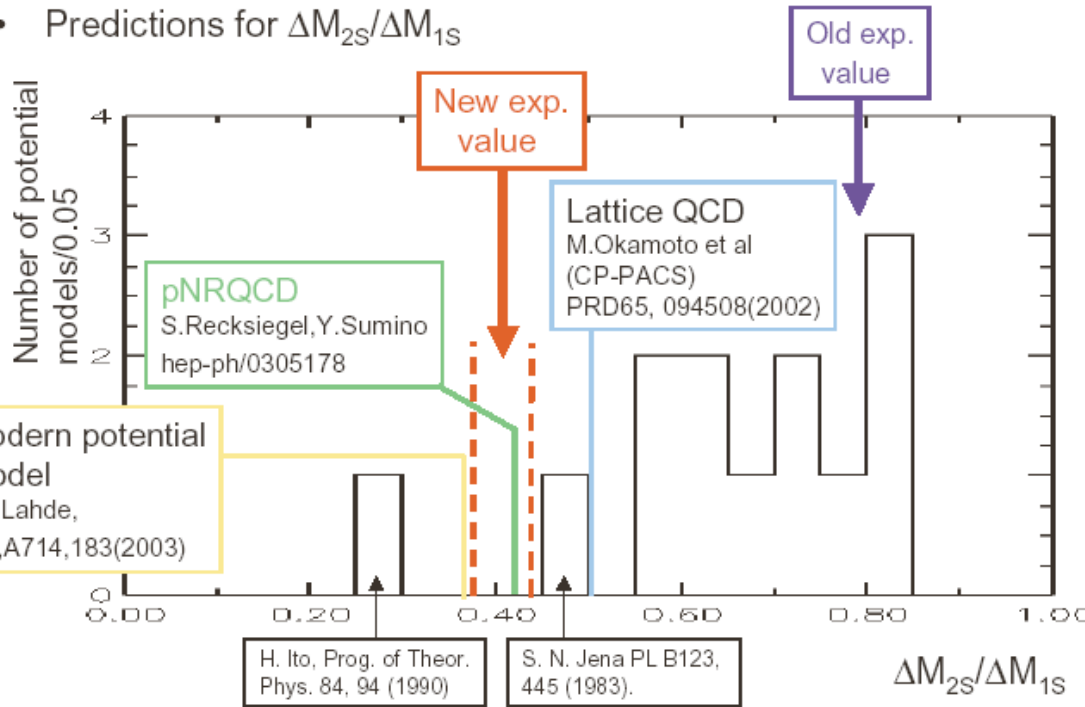 • Predictions for ΔM2S/ΔM1S
Old exp.
value
New exp.
value
Number of potential
models/0.05
4
3
2
0
Lattice QCD
M.Okamoto et al
(CP-PACS)
PRD65, 094508(2002)
pNRQCD
S.Recksiegel,Y.Sumino
hep-ph/0305178
odern potential
odel
Lahde,
,A714,183(2003)
0.00 0.20 0.40 0.60 0.80 1.00
H. Ito, Prog. of Theor.
Phys. 84, 94 (1990)
S. N. Jena PL B123,
445 (1983).
ΔM2S/ΔM1S